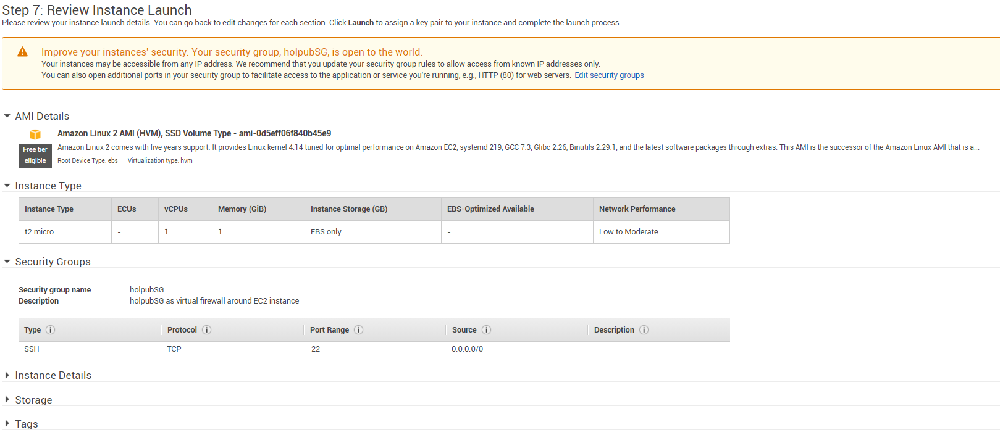 Step 7: Review Instance Launch
Please review your instance launch details. You can go back to edit changes for each section. Click Launch to assign a key pair to your instance and complete the launch process.
Improve your instances' security. Your security group, holpubSG, is open to the world.
Your instances may be accessible from any IP address. We recommend that you update your security group rules to allow access from known IP addresses only.
You can also open additional ports in your security group to facilitate access to the application or service you're running, e.g., HTTP (80) for web servers. Edit security groups
AMI Details
Amazon Linux 2 AMI (HVM), SSD Volume Type - ami-0d5eff06f840b45e9
Free tier eligible
Amazon Linux 2 comes with five years support. It provides Linux kernel 4.14 tuned for optimal performance on Amazon EC2, systemd 219, GCC 7.3, Glibc 2.26, Binutils 2.29.1, and the latest software packages through extras. This AMI is the successor of the Amazon Linux AMI that is a...
Root Device Type: ebs Virtualization type: hvm
Instance Type
Instance Type ECUs vCPUs Memory (GiB) Instance Storage (GB) EBS-Optimized Available Network Performance
t2.micro - 1 1 EBS only - Low to Moderate
Security Groups
Security group name holpubSG
Description holpubSG as virtual firewall around EC2 instance
Type Protocol Port Range Source Description
SSH TCP 22 0.0.0.0/0
Instance Details
Storage
Tags